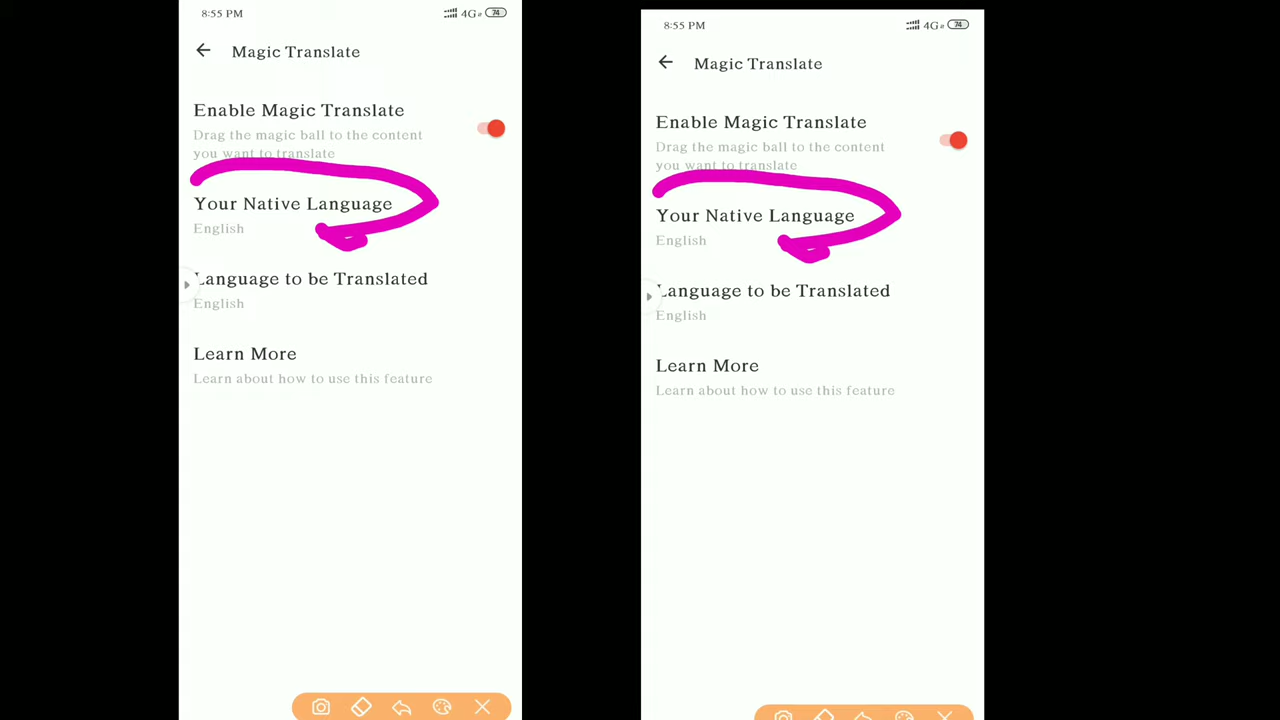 8:55 PM
4G
74
Magic Translate
Enable Magic Translate
Drag the magic ball to the content
you want to translate
Your Native Language
English
Language to be Translated
English
Learn More
Learn about how to use this feature
8:55 PM
4G
74
Magic Translate
Enable Magic Translate
Drag the magic ball to the content
you want to translate
Your Native Language
English
Language to be Translated
English
Learn More
Learn about how to use this feature